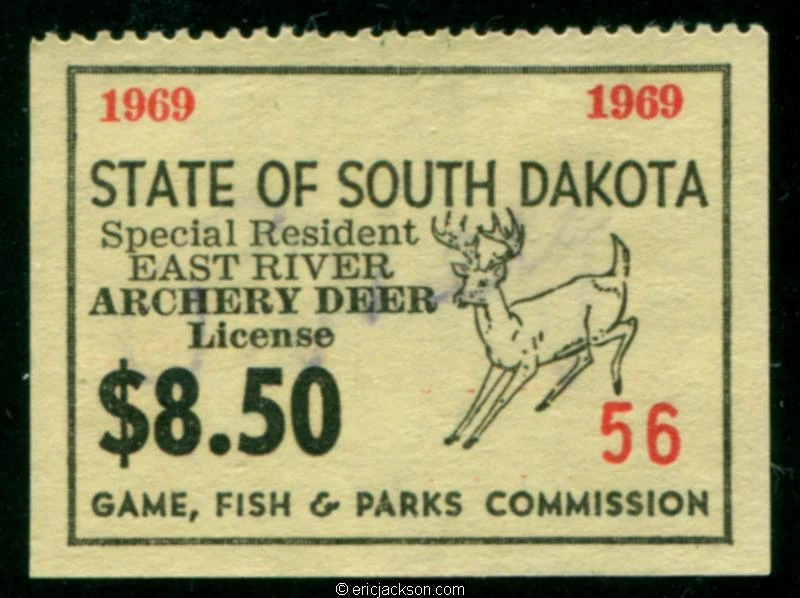 1969 1969
STATE OF SOUTH DAKOTA
Special Resident
EAST RIVER
ARCHERY DEER
License
$8.50
56
GAME, FISH & PARKS COMMISSION
© ericjackson.com